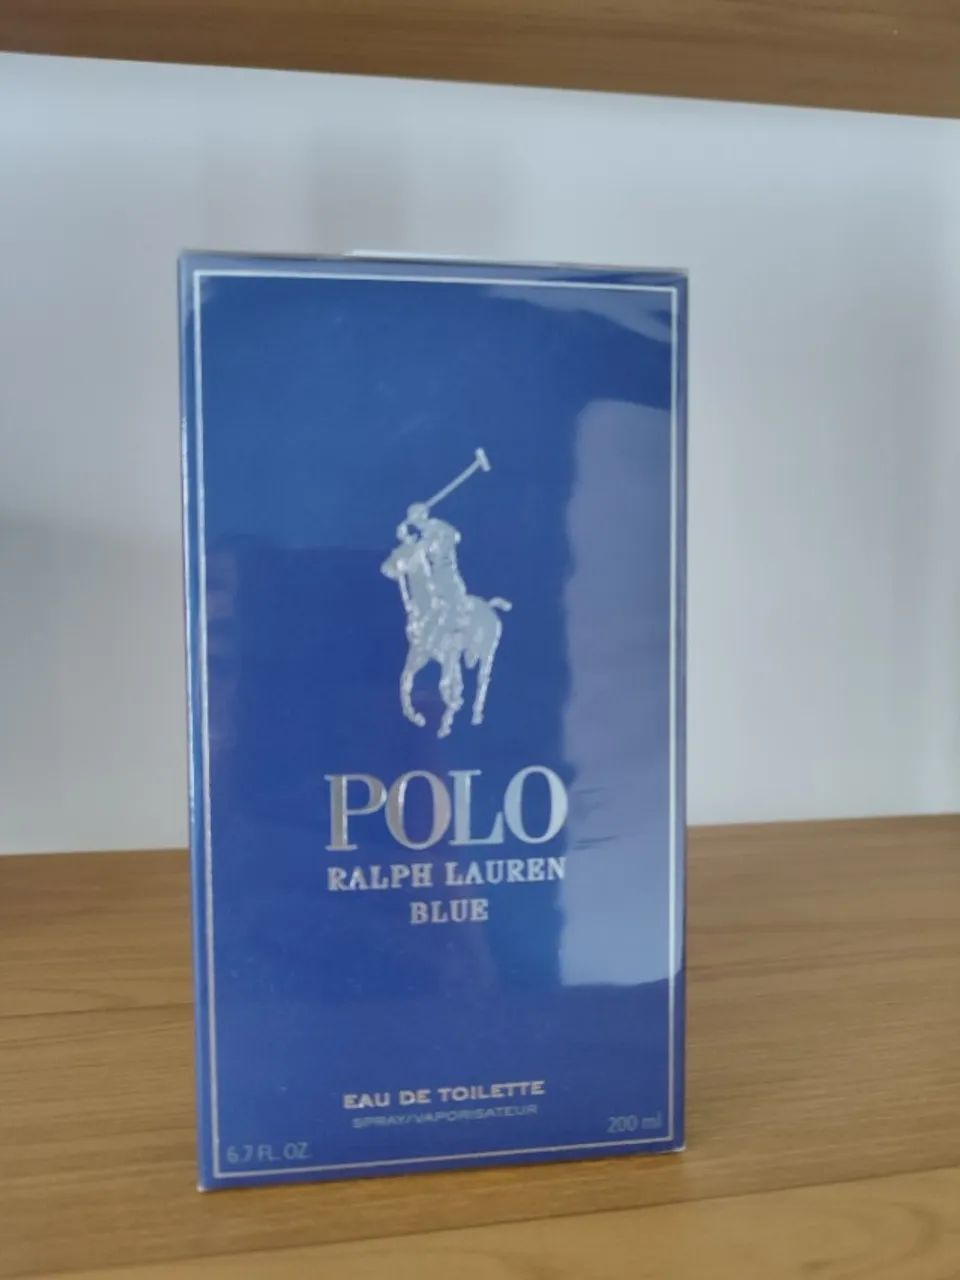 POLO
RALPH LAUREN
BLUE
EAU DE TOILETTE
SPRAY/VAPORISATEUR
6.7 FL. OZ.
200 ml